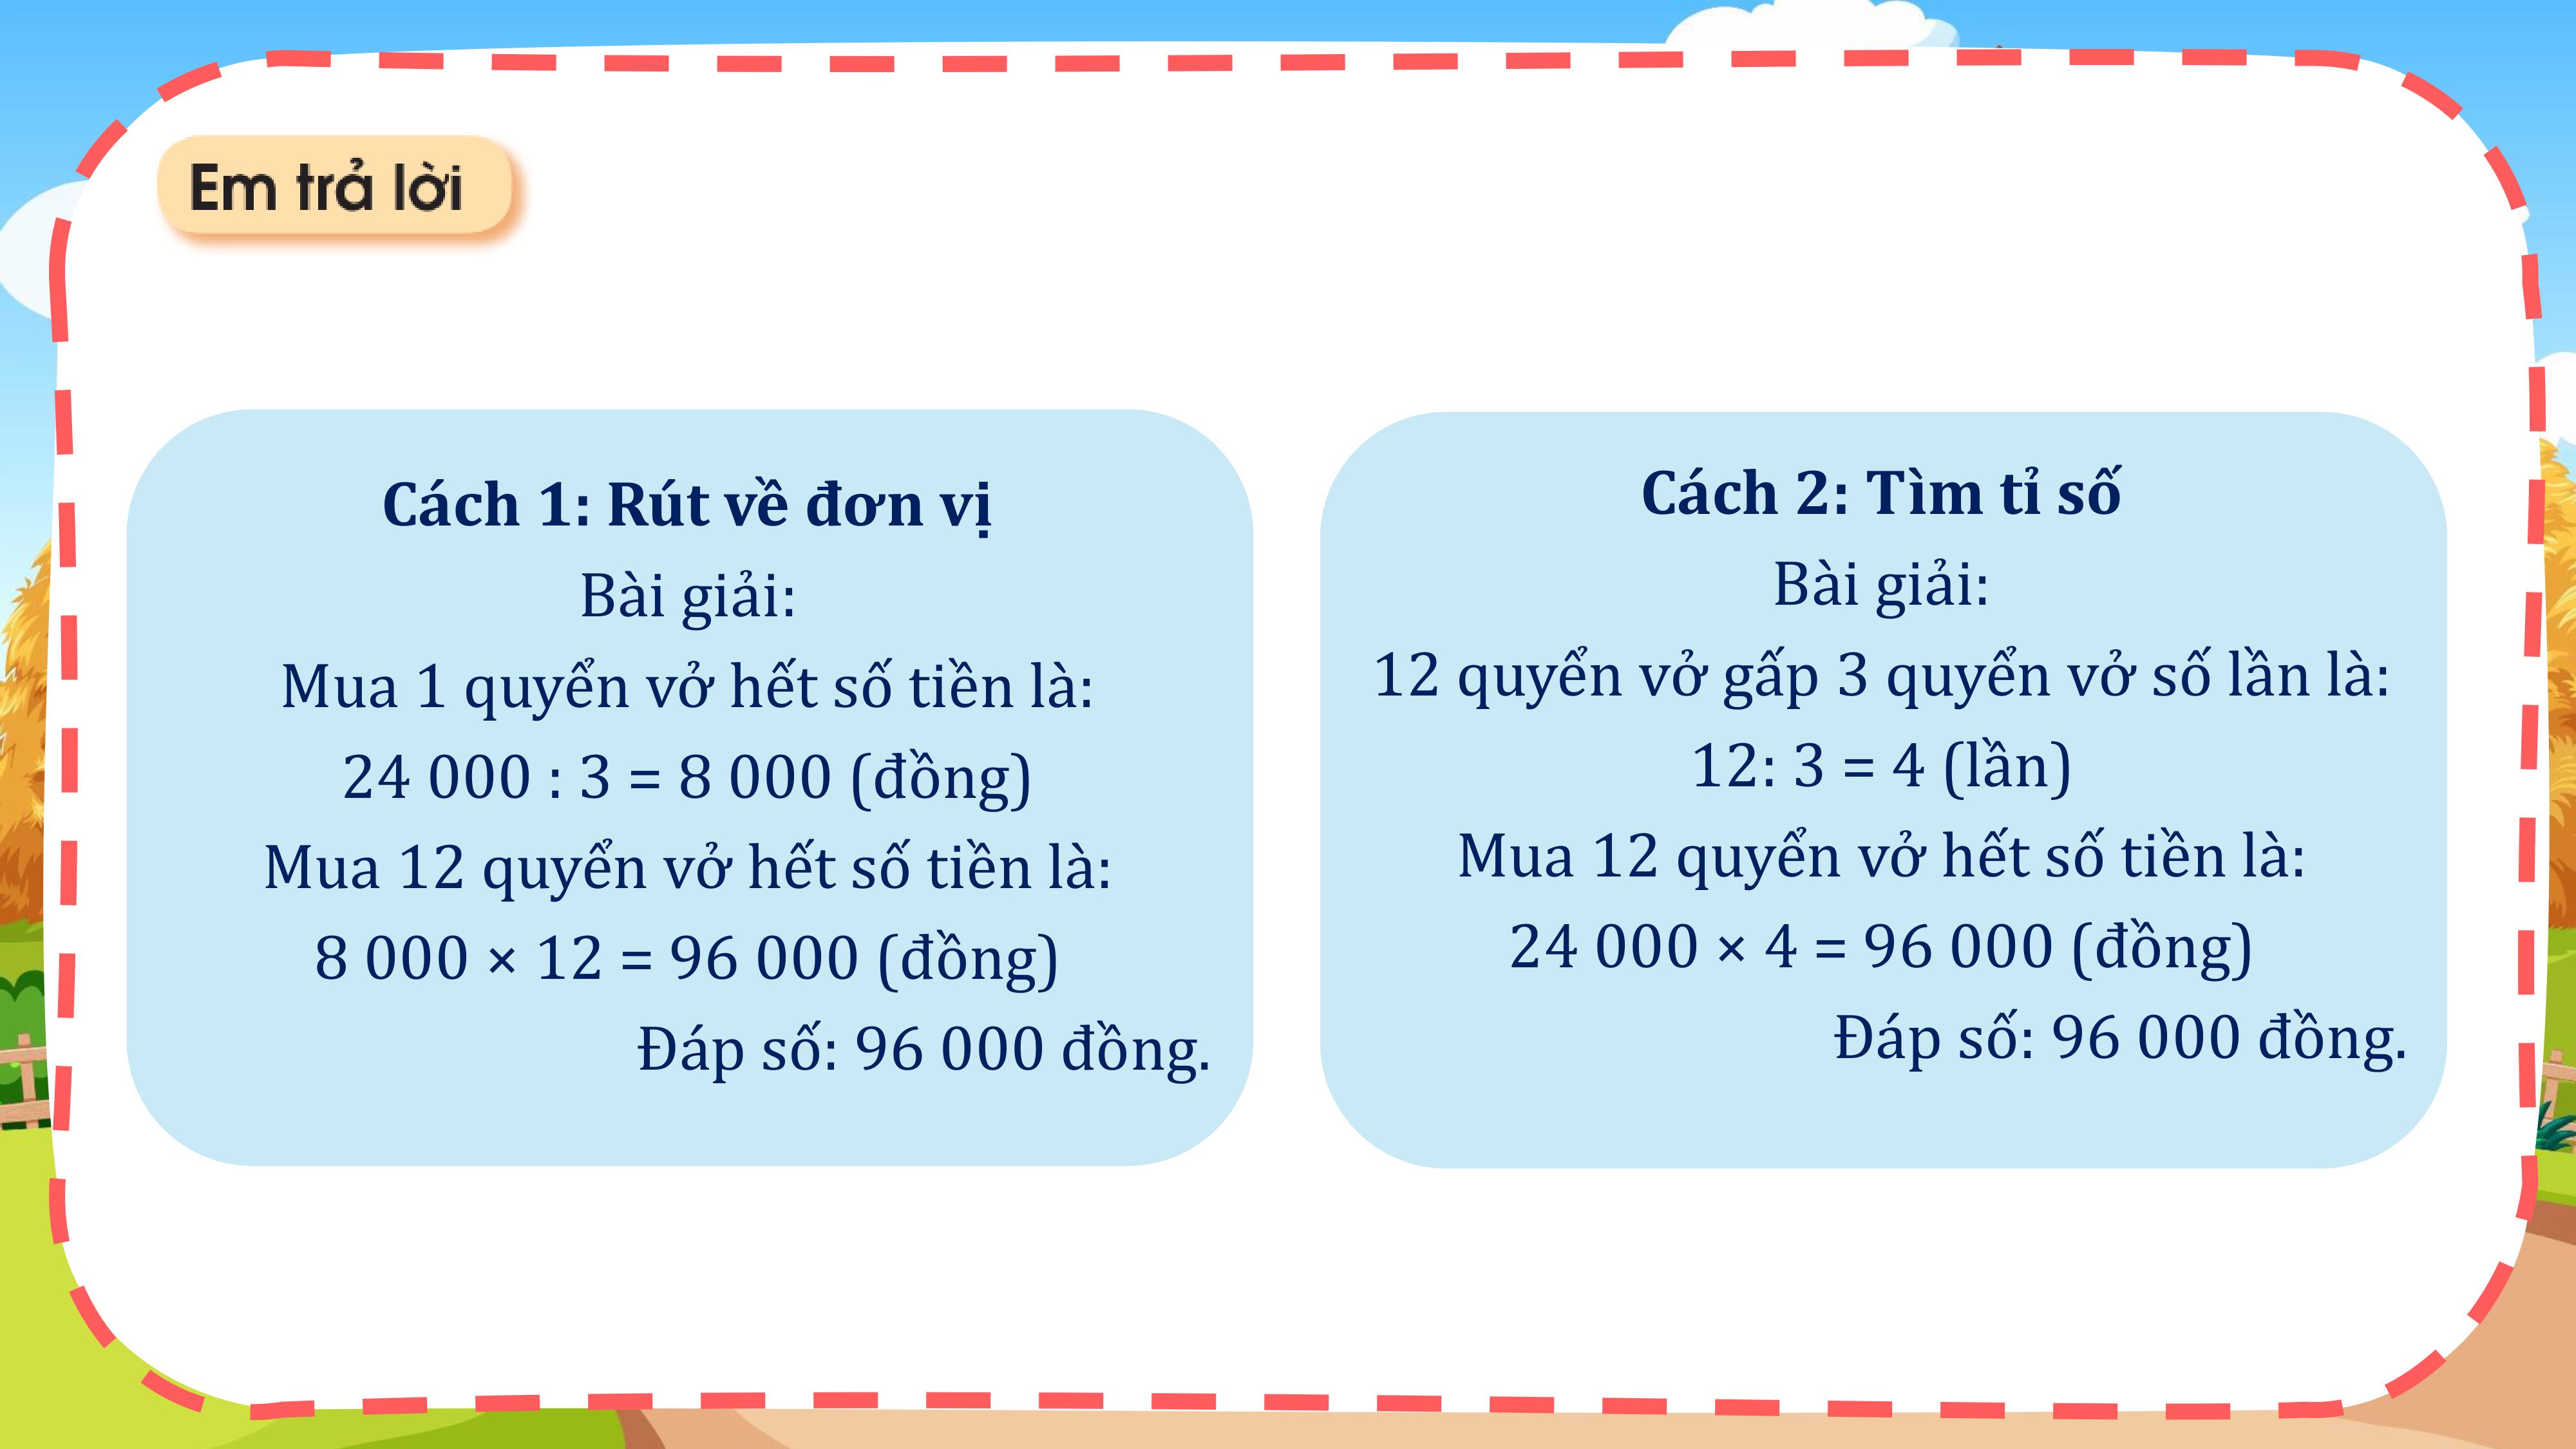 Em trả lời
Cách 1: Rút về đơn vị
Bài giải:
Mua 1 quyển vở hết số tiền là:
24 000 : 3 = 8 000 (đồng)
Mua 12 quyển vở hết số tiền là:
8 000 × 12 = 96 000 (đồng)
Đáp số: 96 000 đồng.
Cách 2: Tìm tỉ số
Bài giải:
12 quyển vở gấp 3 quyển vở số lần là:
12: 3 = 4 (lần)
Mua 12 quyển vở hết số tiền là:
24 000 × 4 = 96 000 (đồng)
Đáp số: 96 000 đồng.